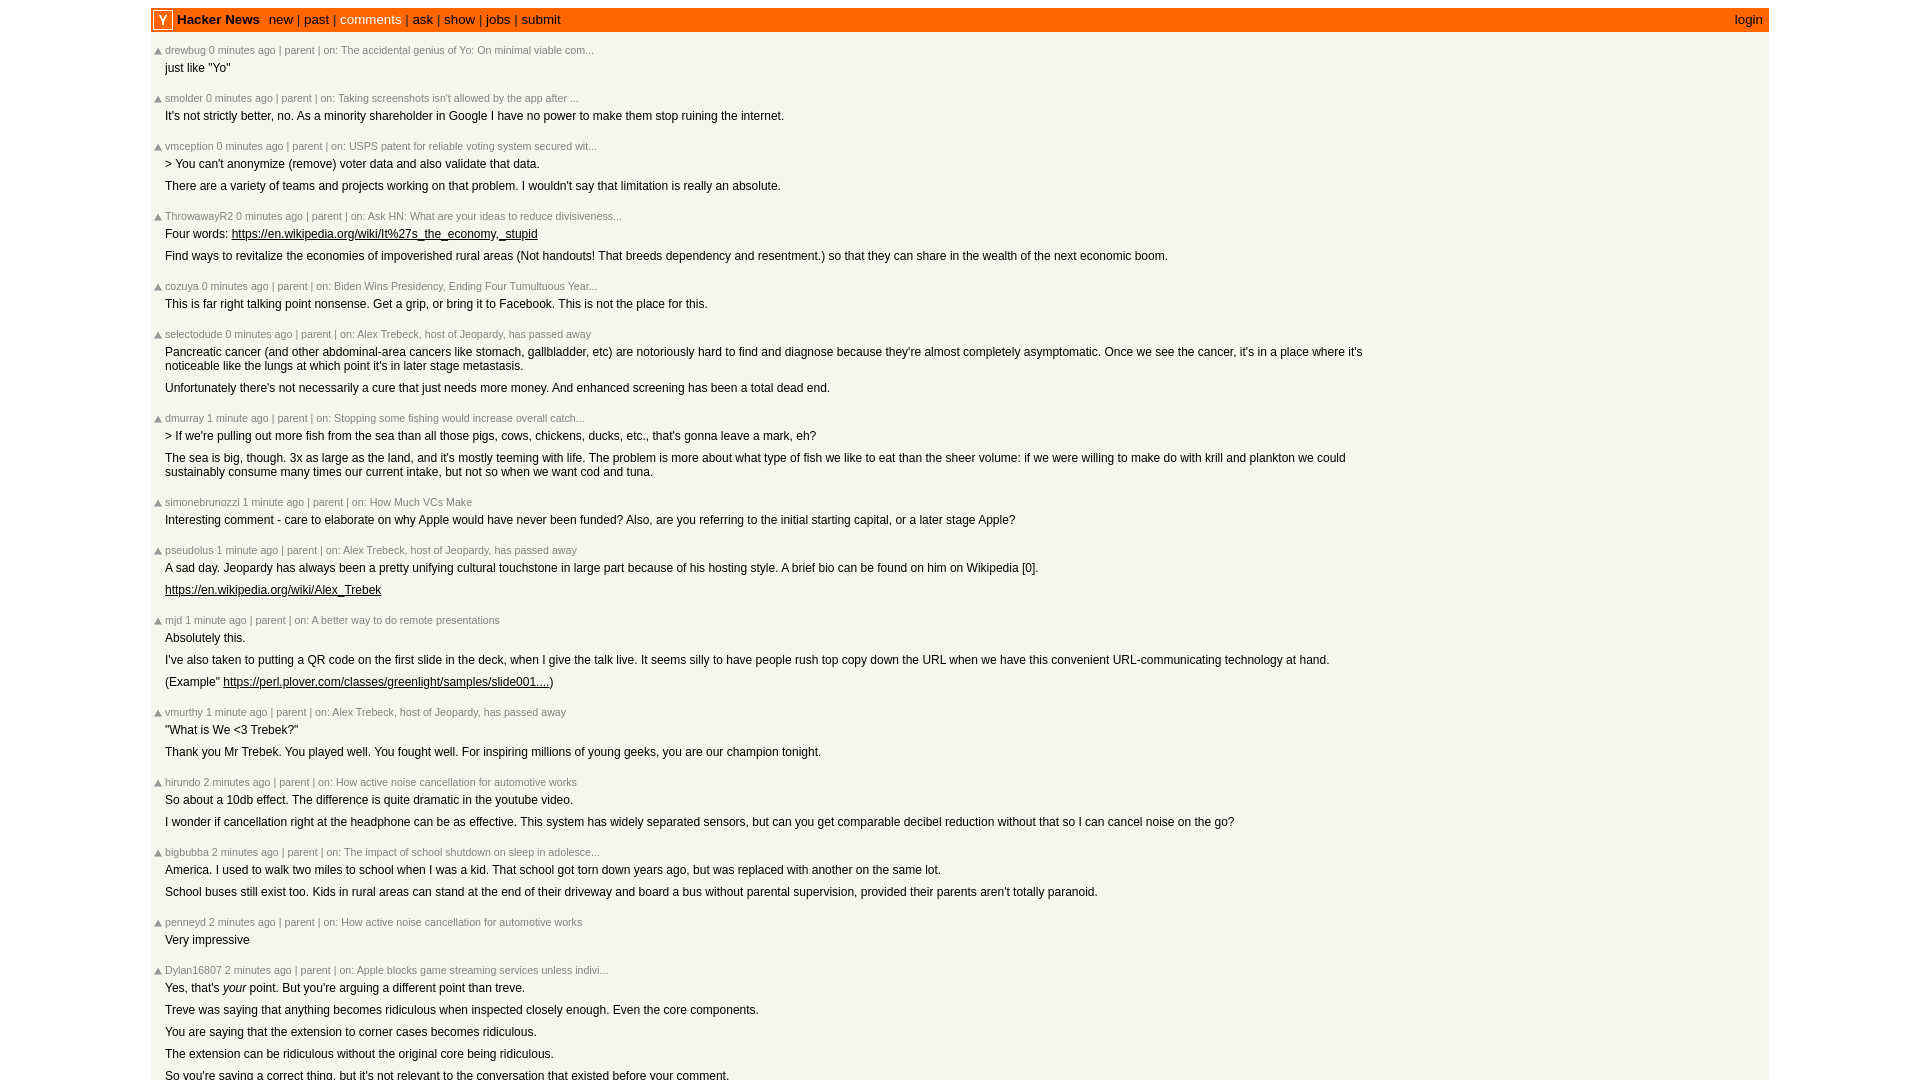 Y Hacker News new | past | comments | ask | show | jobs | submit login
drewbug 0 minutes ago | parent | on: The accidental genius of Yo: On minimal viable com...
just like "Yo"
smolder 0 minutes ago | parent | on: Taking screenshots isn't allowed by the app after ...
It's not strictly better, no. As a minority shareholder in Google I have no power to make them stop ruining the internet.
vmception 0 minutes ago | parent | on: USPS patent for reliable voting system secured wit...
> You can't anonymize (remove) voter data and also validate that data.
There are a variety of teams and projects working on that problem. I wouldn't say that limitation is really an absolute.
ThrowawayR2 0 minutes ago | parent | on: Ask HN: What are your ideas to reduce divisiveness...
Four words: https://en.wikipedia.org/wiki/It%27s_the_economy,_stupid
Find ways to revitalize the economies of impoverished rural areas (Not handouts! That breeds dependency and resentment.) so that they can share in the wealth of the next economic boom.
cozuya 0 minutes ago | parent | on: Biden Wins Presidency, Ending Four Tumultuous Year...
This is far right talking point nonsense. Get a grip, or bring it to Facebook. This is not the place for this.
selectodude 0 minutes ago | parent | on: Alex Trebeck, host of Jeopardy, has passed away
Pancreatic cancer (and other abdominal-area cancers like stomach, gallbladder, etc) are notoriously hard to find and diagnose because they're almost completely asymptomatic. Once we see the cancer, it's in a place where it's
noticeable like the lungs at which point it's in later stage metastasis.
Unfortunately there's not necessarily a cure that just needs more money. And enhanced screening has been a total dead end.
dmurray 1 minute ago | parent | on: Stopping some fishing would increase overall catch...
> If we're pulling out more fish from the sea than all those pigs, cows, chickens, ducks, etc., that's gonna leave a mark, eh?
The sea is big, though. 3x as large as the land, and it's mostly teeming with life. The problem is more about what type of fish we like to eat than the sheer volume: if we were willing to make do with krill and plankton we could
sustainably consume many times our current intake, but not so when we want cod and tuna.
simonebrunozzi 1 minute ago | parent | on: How Much VCs Make
Interesting comment - care to elaborate on why Apple would have never been funded? Also, are you referring to the initial starting capital, or a later stage Apple?
pseudolus 1 minute ago | parent | on: Alex Trebeck, host of Jeopardy, has passed away
A sad day. Jeopardy has always been a pretty unifying cultural touchstone in large part because of his hosting style. A brief bio can be found on him on Wikipedia [0].
https://en.wikipedia.org/wiki/Alex_Trebek
mjd 1 minute ago | parent | on: A better way to do remote presentations
Absolutely this.
I've also taken to putting a QR code on the first slide in the deck, when I give the talk live. It seems silly to have people rush top copy down the URL when we have this convenient URL-communicating technology at hand.
(Example" https://perl.plover.com/classes/greenlight/samples/slide001....)
vmurthy 1 minute ago | parent | on: Alex Trebeck, host of Jeopardy, has passed away
"What is We <3 Trebek?"
Thank you Mr Trebek. You played well. You fought well. For inspiring millions of young geeks, you are our champion tonight.
hirundo 2 minutes ago | parent | on: How active noise cancellation for automotive works
So about a 10db effect. The difference is quite dramatic in the youtube video.
I wonder if cancellation right at the headphone can be as effective. This system has widely separated sensors, but can you get comparable decibel reduction without that so I can cancel noise on the go?
bigbubba 2 minutes ago | parent | on: The impact of school shutdown on sleep in adolesce...
America. I used to walk two miles to school when I was a kid. That school got torn down years ago, but was replaced with another on the same lot.
School buses still exist too. Kids in rural areas can stand at the end of their driveway and board a bus without parental supervision, provided their parents aren't totally paranoid.
penneyd 2 minutes ago | parent | on: How active noise cancellation for automotive works
Very impressive
Dylan16807 2 minutes ago | parent | on: Apple blocks game streaming services unless indivi...
Yes, that's your point. But you're arguing a different point than treve.
Treve was saying that anything becomes ridiculous when inspected closely enough. Even the core components.
You are saying that the extension to corner cases becomes ridiculous.
The extension can be ridiculous without the original core being ridiculous.
So you're saying a correct thing, but it's not relevant to the conversation that existed before your comment.